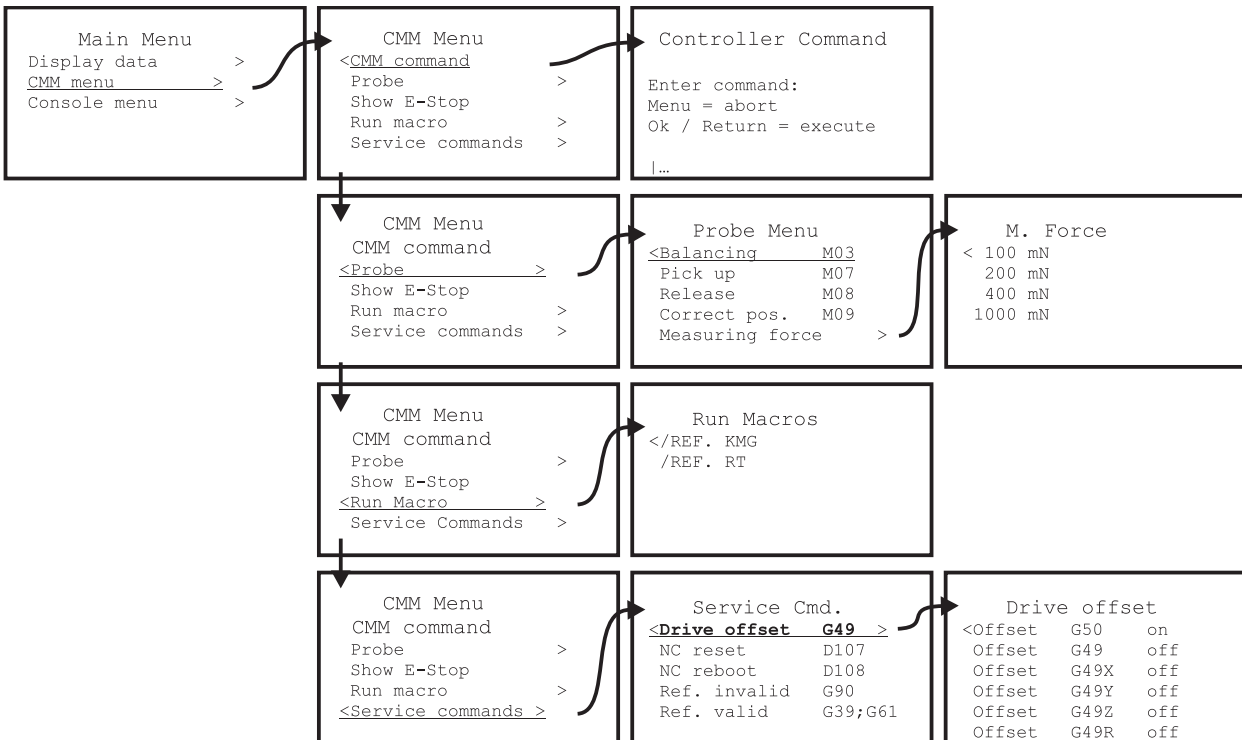 Main Menu
Display data >
CMM menu >
Console menu >
CMM Menu
<CMM command
Probe >
Show E-Stop
Run macro >
Service commands >
Controller Command
Enter command:
Menu = abort
Ok / Return = execute
|…
CMM Menu
CMM command
<Probe >
Show E-Stop
Run macro >
Service commands >
Probe Menu
<Balancing M03
Pick up M07
Release M08
Correct pos. M09
Measuring force >
M. Force
< 100 mN
200 mN
400 mN
1000 mN
CMM Menu
CMM command
Probe >
Show E-Stop
<Run Macro >
Service Commands >
Run Macros
</REF. KMG
/REF. RT
CMM Menu
CMM command
Probe >
Show E-Stop
Run macro >
<Service commands >
Service Cmd.
<Drive offset G49 >
NC reset D107
NC reboot D108
Ref. invalid G90
Ref. valid G39;G61
Drive offset
<Offset G50 on
Offset G49 off
Offset G49X off
Offset G49Y off
Offset G49Z off
Offset G49R off